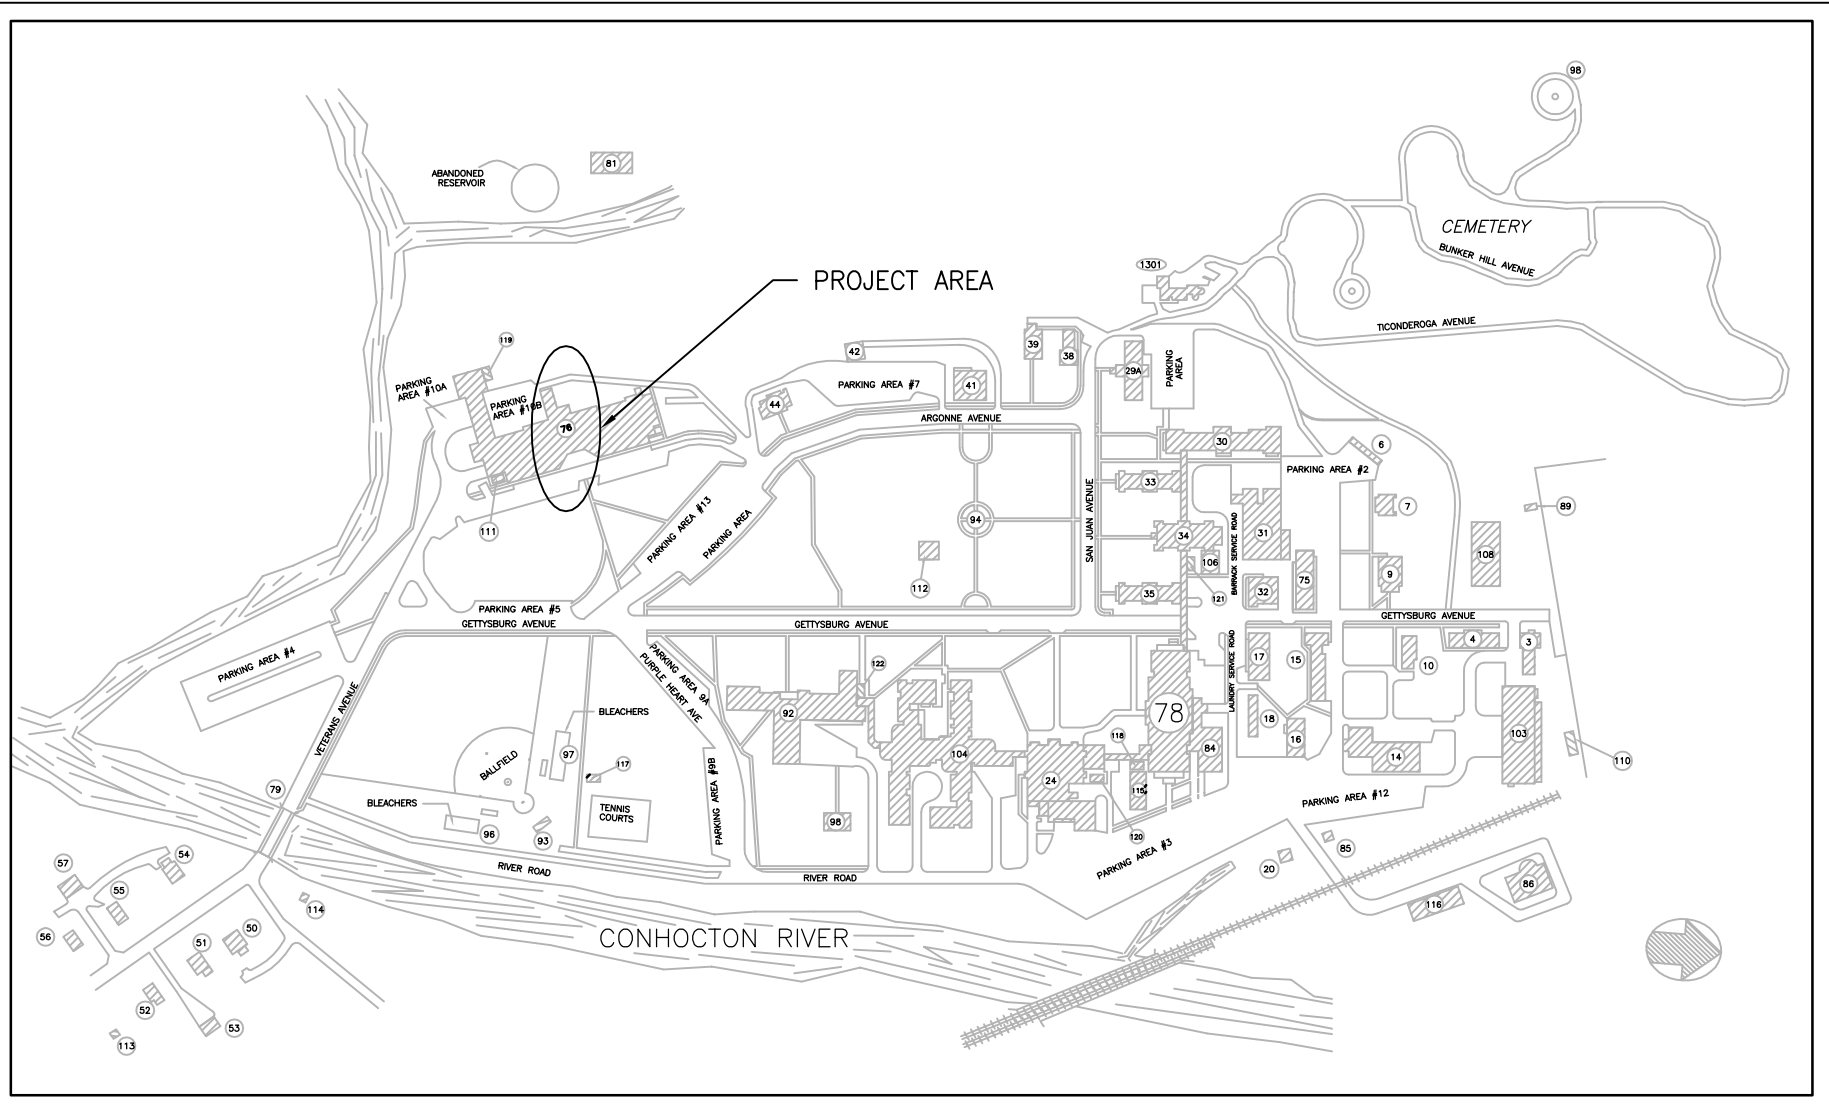 98
81
ABANDONED
RESERVOIR
CEMETERY
BUNKER HILL AVENUE
1301
PROJECT AREA
TICONDEROGA AVENUE
119
42
39
38
29A
PARKING
AREA
PARKING
AREA #10A
PARKING
AREA #10B
PARKING AREA #7
41
44
ARGONNE AVENUE
76
30
6
PARKING AREA #2
33
SAN JUAN AVENUE
7
89
111
PARKING AREA #13
PARKING AREA
94
BARRACK SERVICE ROAD
31
34
106
108
112
75
9
35
121
32
PARKING AREA #5
GETTYSBURG AVENUE
GETTYSBURG AVENUE
GETTYSBURG AVENUE
4
3
PARKING AREA #4
PARKING AREA 9A
PURPLE HEART AVE
122
LAUNDRY SERVICE ROAD
17
15
10
VETERANS AVENUE
BLEACHERS
92
78
18
16
BALLFIELD
97
117
104
118
84
14
103
110
PARKING AREA #9B
24
115
79
BLEACHERS
96
93
TENNIS
COURTS
98
120
PARKING AREA #12
85
57
54
RIVER ROAD
RIVER ROAD
PARKING AREA #3
20
86
55
114
116
56
51
50
CONHOCTON RIVER
52
53
113